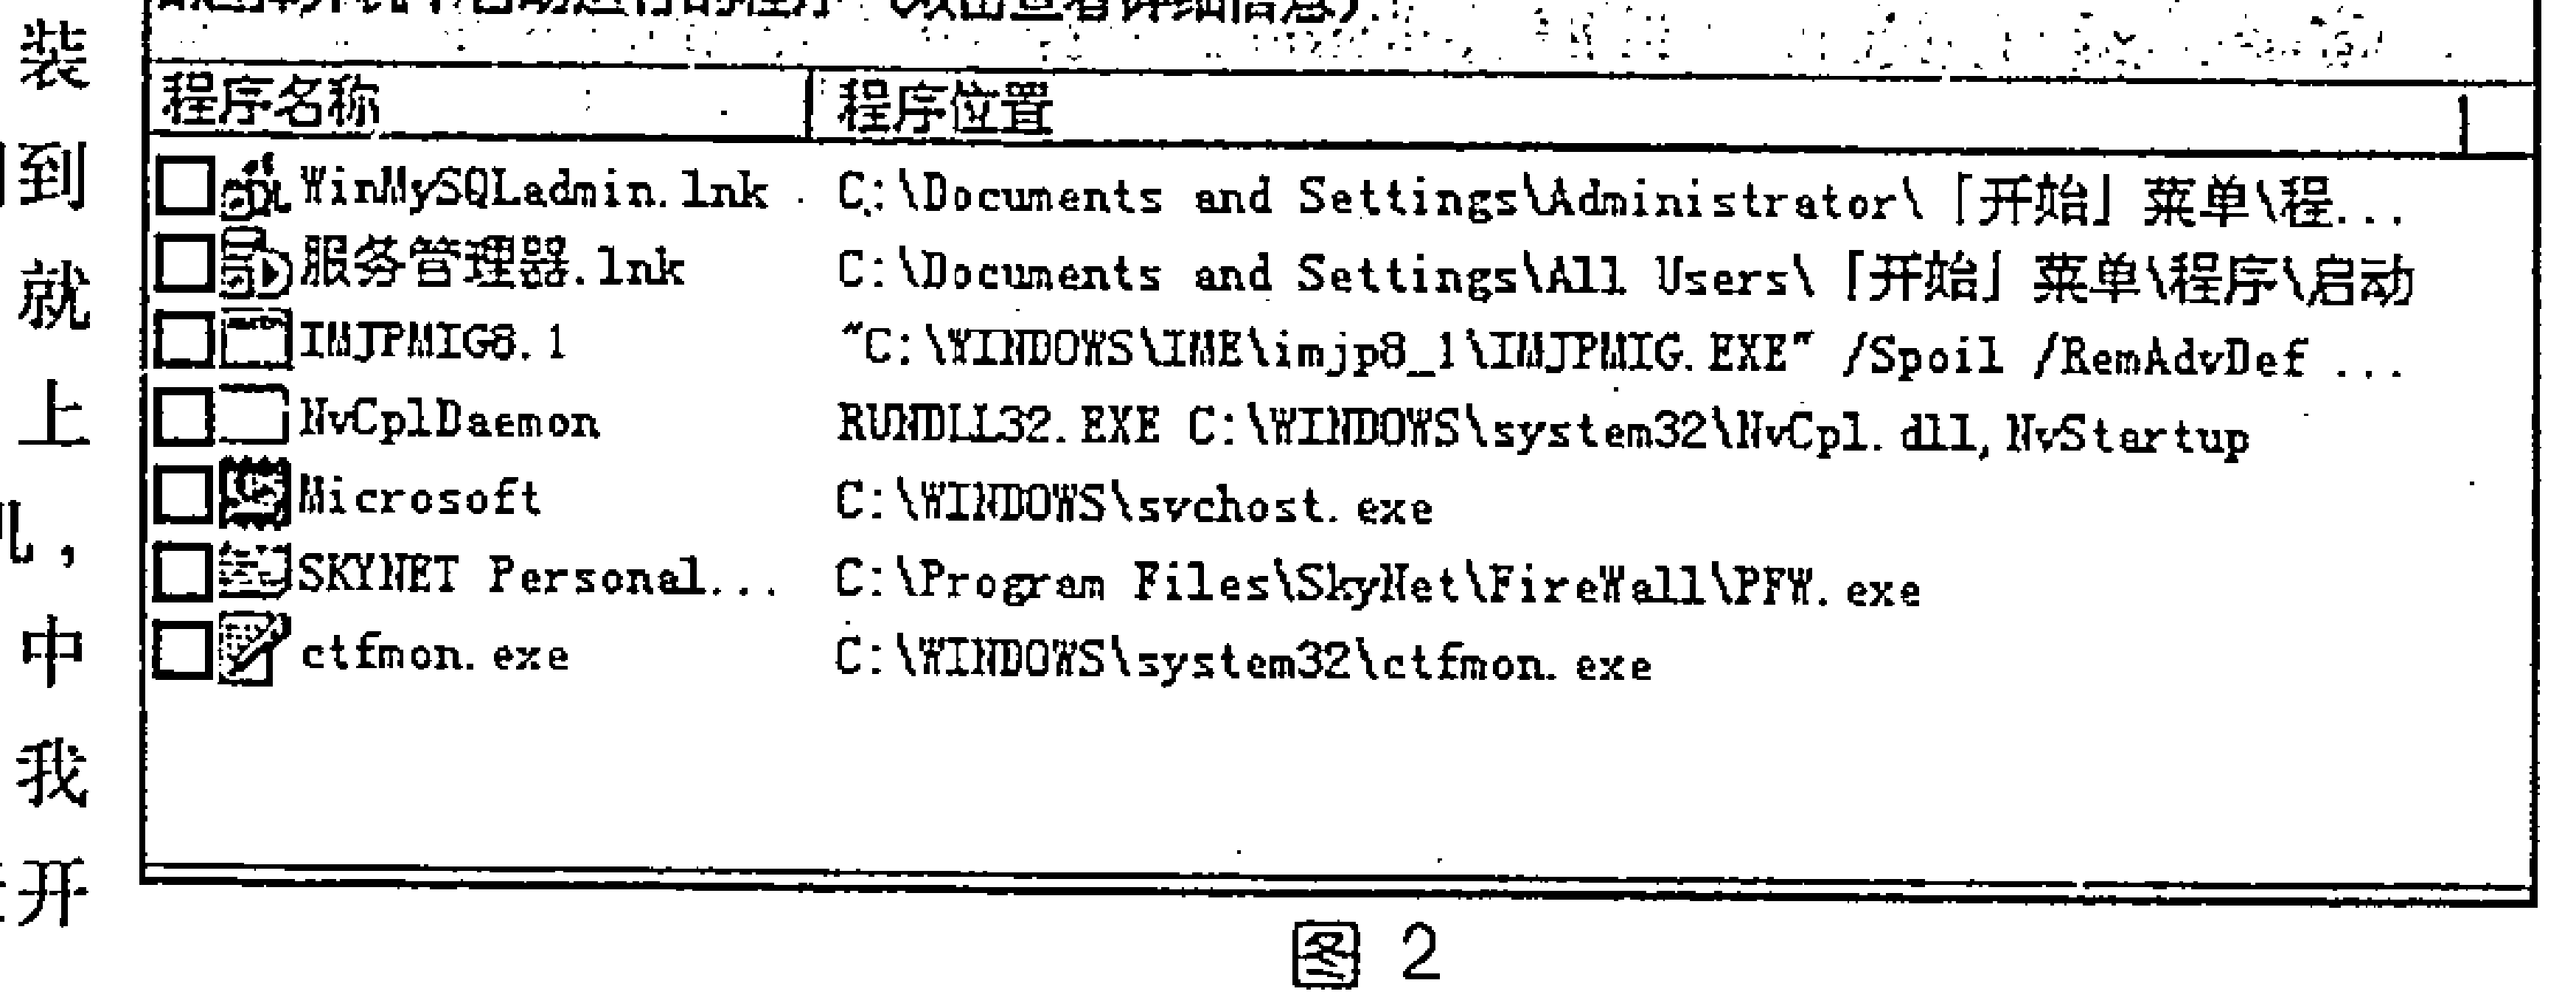 程序名称 程序位置
WinMySQLadmin.lnk C:\Documents and Settings\Administrator\「开始」菜单\程...
服务管理器.lnk C:\Documents and Settings\All Users\「开始」菜单\程序\启动
IMJPMIG8.1 "C:\WINDOWS\IME\imjp8_1\IMJPMIG.EXE" /Spoil /RemAdvDef ...
NvCplDaemon RUNDLL32.EXE C:\WINDOWS\system32\NvCpl.dll,NvStartup
Microsoft C:\WINDOWS\svchost.exe
SKYNET Personal... C:\Program Files\SkyNet\FireWall\PFW.exe
ctfmon.exe C:\WINDOWS\system32\ctfmon.exe
图 2
装
到
就
上
机，
中
我
开